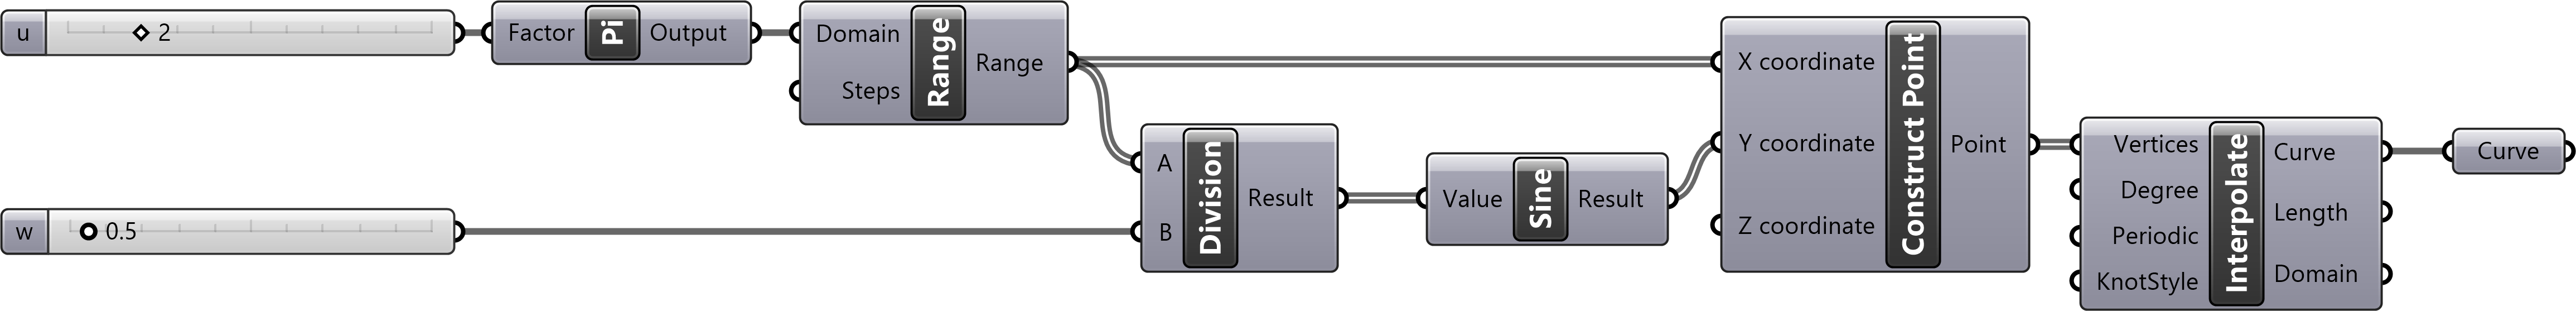 u
2
Factor
Pi
Output
Domain
Steps
Range
Range
w
0.5
A
B
Division
Result
Value
Sine
Result
X coordinate
Y coordinate
Z coordinate
Construct Point
Point
Vertices
Degree
Periodic
KnotStyle
Interpolate
Curve
Length
Domain
Curve